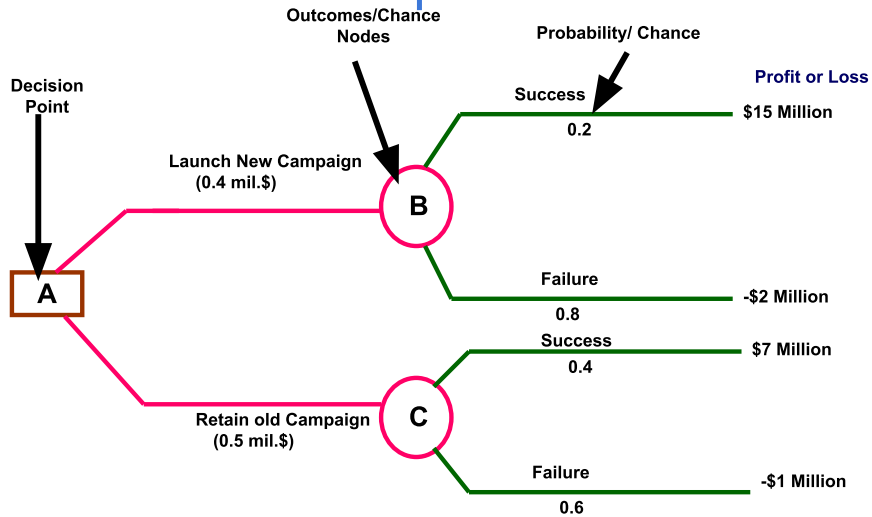 Outcomes/Chance
Nodes
Probability/ Chance
Profit or Loss
Decision
Point
Success
0.2
$15 Million
Launch New Campaign
(0.4 mil.$)
B
A
Failure
0.8
-$2 Million
Success
0.4
$7 Million
Retain old Campaign
(0.5 mil.$)
C
Failure
0.6
-$1 Million